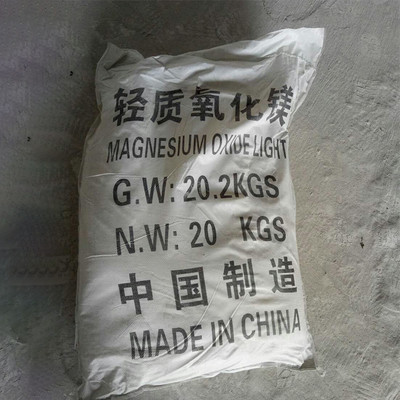 轻质氧化镁
MAGNESIUM OXIDE LIGHT
G.W: 20.2KGS
N.W: 20 KGS
中国制造
MADE IN CHINA